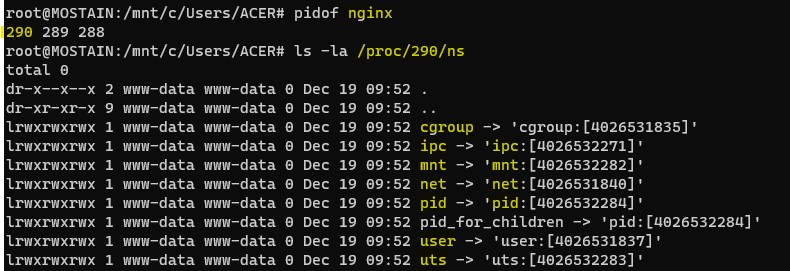 root@MOSTAIN:/mnt/c/Users/ACER# pidof nginx
290 289 288
root@MOSTAIN:/mnt/c/Users/ACER# ls -la /proc/290/ns
total 0
dr-x--x--x 2 www-data www-data 0 Dec 19 09:52 .
dr-xr-xr-x 9 www-data www-data 0 Dec 19 09:52 ..
lrwxrwxrwx 1 www-data www-data 0 Dec 19 09:52 cgroup -> 'cgroup:[4026531835]'
lrwxrwxrwx 1 www-data www-data 0 Dec 19 09:52 ipc -> 'ipc:[4026532271]'
lrwxrwxrwx 1 www-data www-data 0 Dec 19 09:52 mnt -> 'mnt:[4026532282]'
lrwxrwxrwx 1 www-data www-data 0 Dec 19 09:52 net -> 'net:[4026531840]'
lrwxrwxrwx 1 www-data www-data 0 Dec 19 09:52 pid -> 'pid:[4026532284]'
lrwxrwxrwx 1 www-data www-data 0 Dec 19 09:52 pid_for_children -> 'pid:[4026532284]'
lrwxrwxrwx 1 www-data www-data 0 Dec 19 09:52 user -> 'user:[4026531837]'
lrwxrwxrwx 1 www-data www-data 0 Dec 19 09:52 uts -> 'uts:[4026532283]'